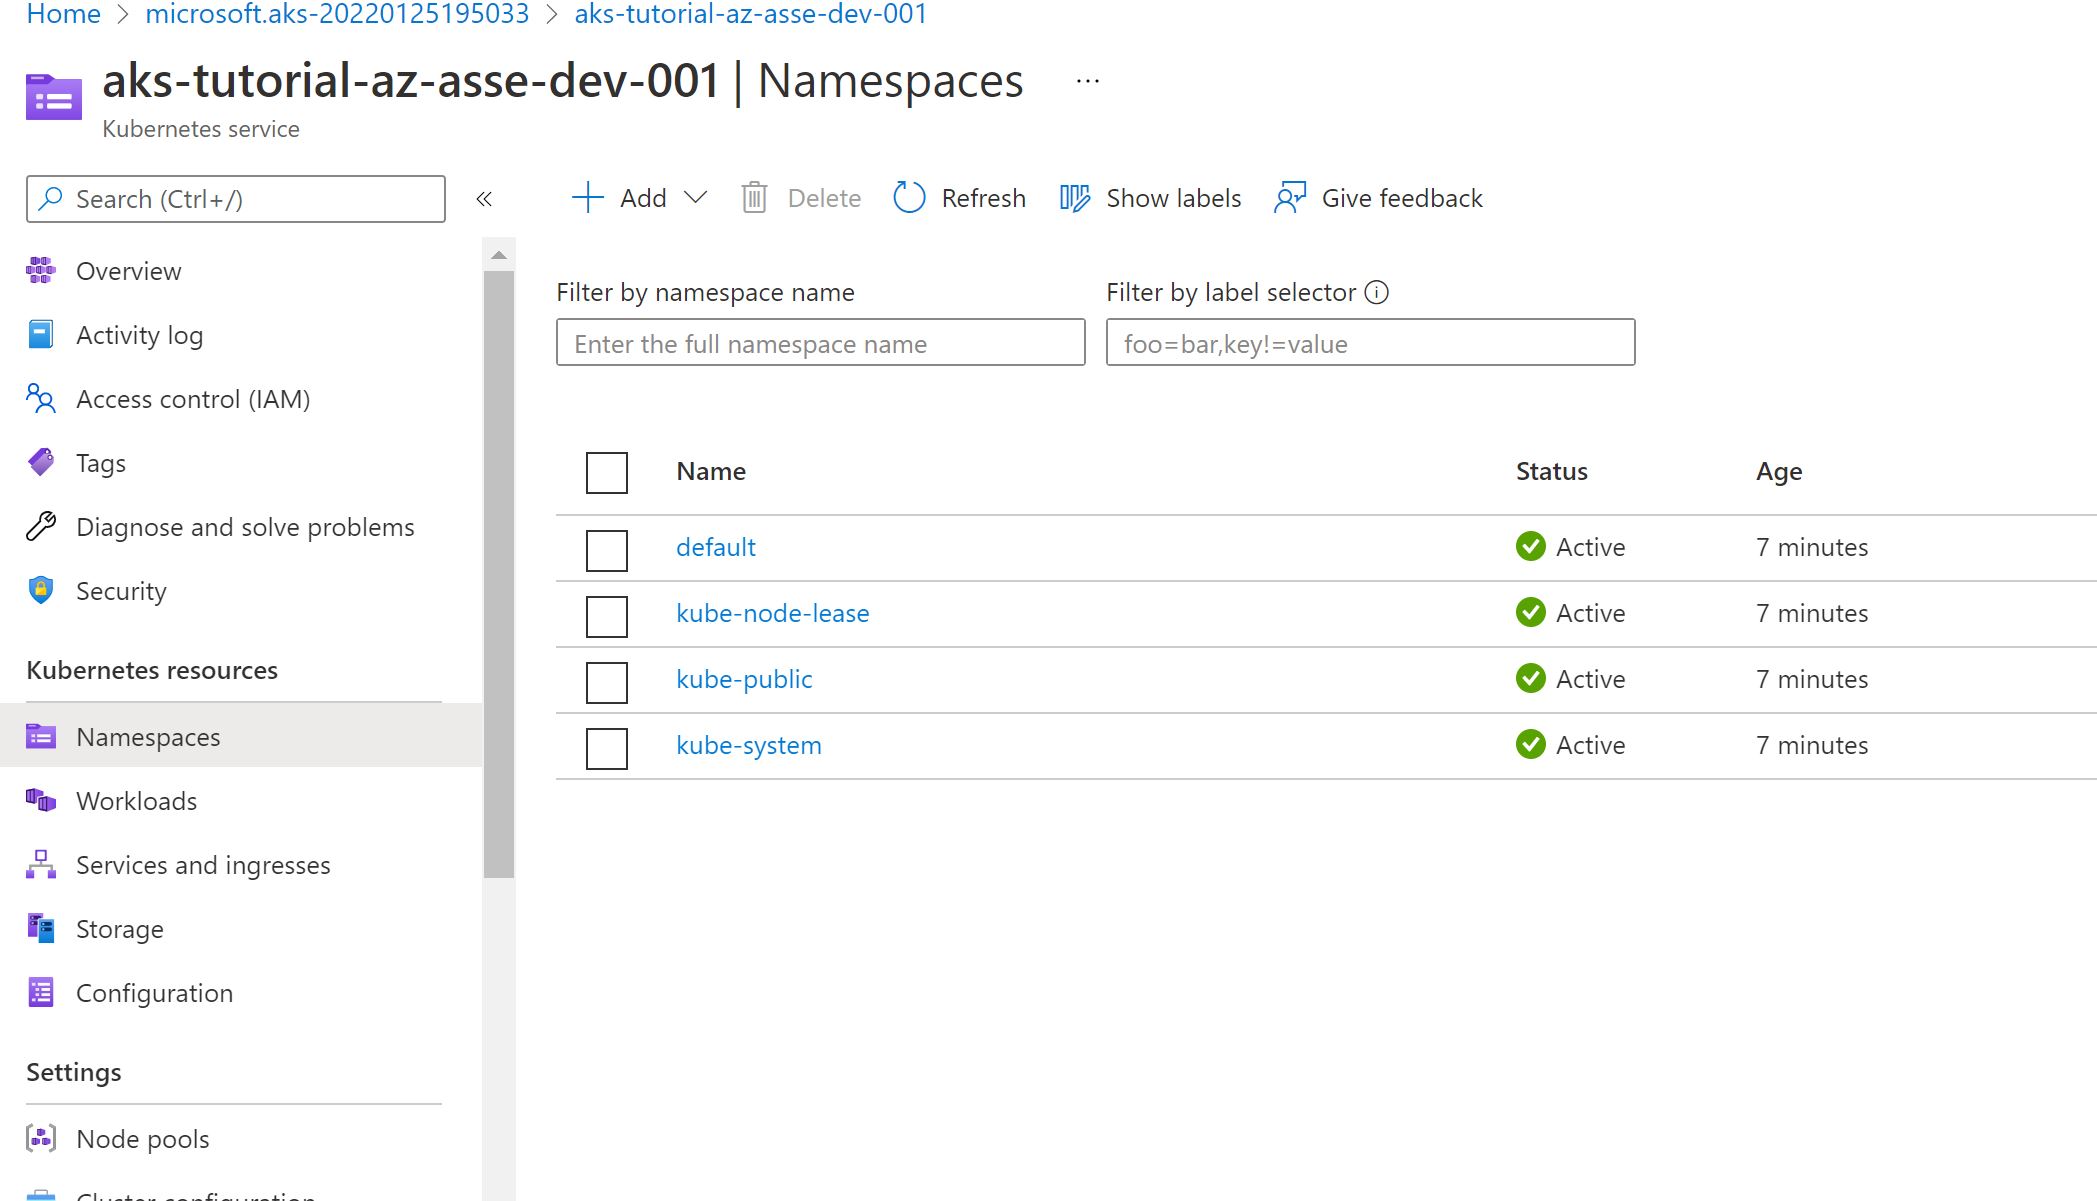 Home > microsoft.aks-20220125195033 > aks-tutorial-az-asse-dev-001
aks-tutorial-az-asse-dev-001 | Namespaces ...
Kubernetes service
Search (Ctrl+/) «
Add Delete Refresh Show labels Give feedback
Overview
Activity log
Access control (IAM)
Tags
Diagnose and solve problems
Security
Kubernetes resources
Namespaces
Workloads
Services and ingresses
Storage
Configuration
Settings
Node pools
Cluster configuration
Filter by namespace name Filter by label selector
Enter the full namespace name foo=bar,key!=value
Name Status Age
default Active 7 minutes
kube-node-lease Active 7 minutes
kube-public Active 7 minutes
kube-system Active 7 minutes